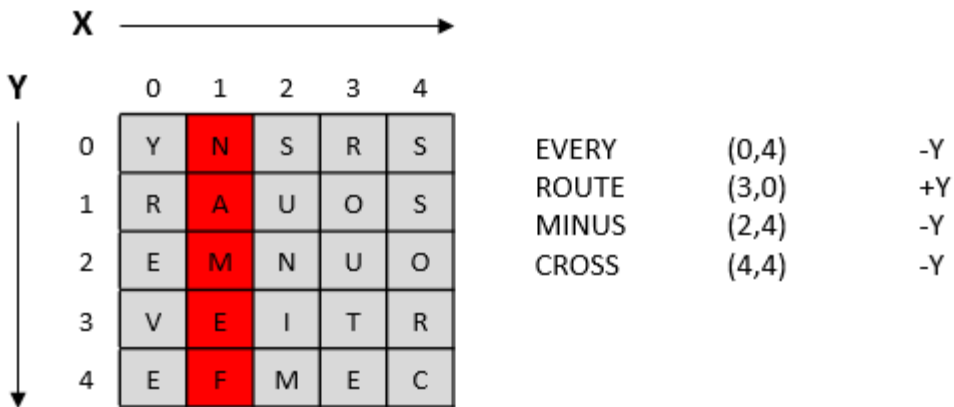 X
Y
0 1 2 3 4
0 Y N S R S
1 R A U O S
2 E M N U O
3 V E I T R
4 E F M E C
EVERY (0,4) -Y
ROUTE (3,0) +Y
MINUS (2,4) -Y
CROSS (4,4) -Y